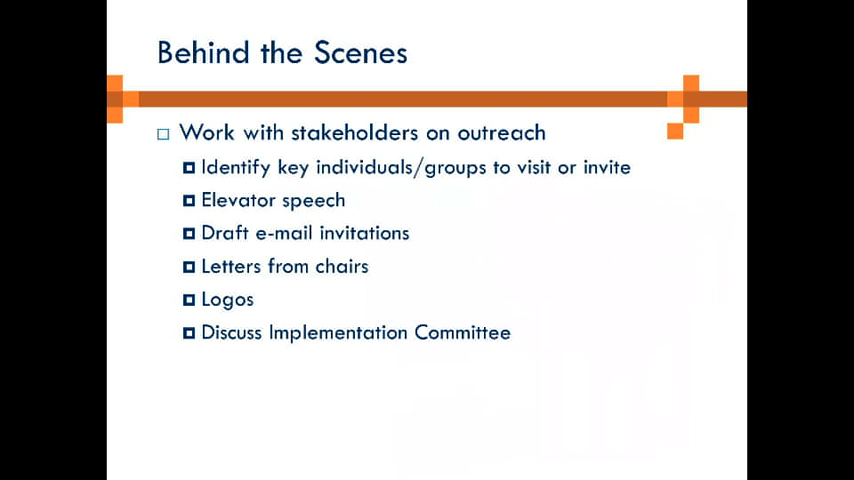 Behind the Scenes
Work with stakeholders on outreach
Identify key individuals/groups to visit or invite
Elevator speech
Draft e-mail invitations
Letters from chairs
Logos
Discuss Implementation Committee